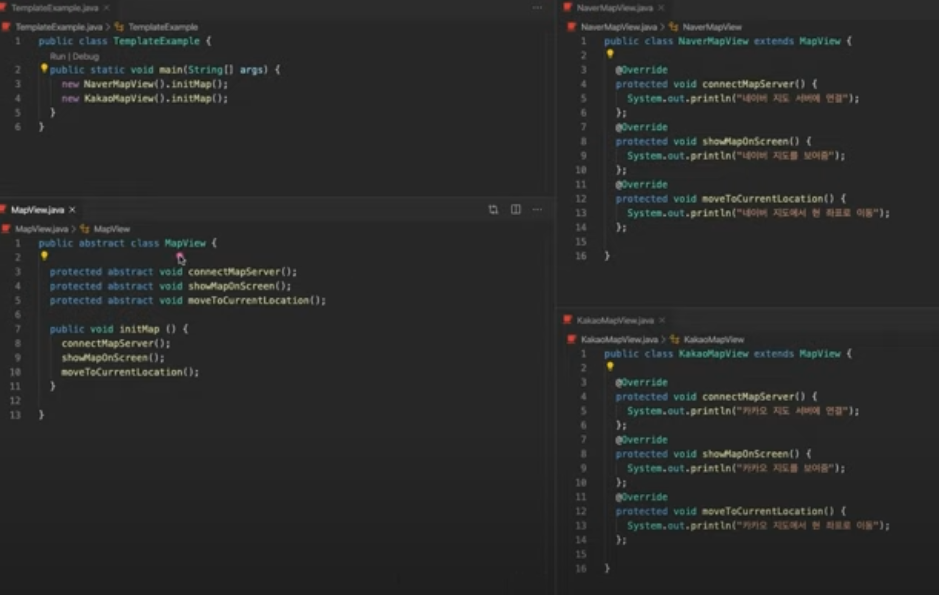 TemplateExample.java ×
TemplateExample.java > TemplateExample
1 public class TemplateExample {
Run | Debug
2 public static void main(String[] args) {
3 new NaverMapView().initMap();
4 new KakaoMapView().initMap();
5 }
6 }
MapView.java ×
MapView.java > MapView
1 public abstract class MapView {
2
3 protected abstract void connectMapServer();
4 protected abstract void showMapOnScreen();
5 protected abstract void moveToCurrentLocation();
6
7 public void initMap () {
8 connectMapServer();
9 showMapOnScreen();
10 moveToCurrentLocation();
11 }
12
13 }
NaverMapView.java ×
NaverMapView.java > NaverMapView
1 public class NaverMapView extends MapView {
2
3 @Override
4 protected void connectMapServer() {
5 System.out.println("네이버 지도 서버에 연결");
6 };
7 @Override
8 protected void showMapOnScreen() {
9 System.out.println("네이버 지도를 보여줌");
10 };
11 @Override
12 protected void moveToCurrentLocation() {
13 System.out.println("네이버 지도에서 현 좌표로 이동");
14 };
15
16 }
KakaoMapView.java ×
KakaoMapView.java > KakaoMapView
1 public class KakaoMapView extends MapView {
2
3 @Override
4 protected void connectMapServer() {
5 System.out.println("카카오 지도 서버에 연결");
6 };
7 @Override
8 protected void showMapOnScreen() {
9 System.out.println("카카오 지도를 보여줌");
10 };
11 @Override
12 protected void moveToCurrentLocation() {
13 System.out.println("카카오 지도에서 현 좌표로 이동");
14 };
15
16 }